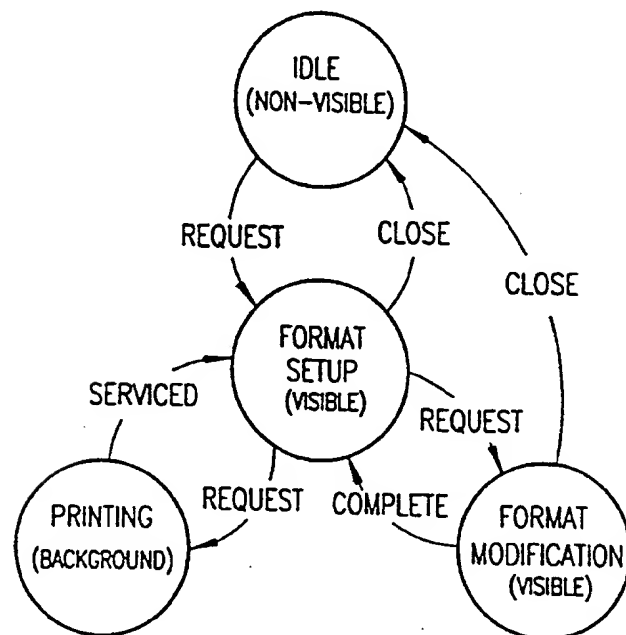 IDLE
(NON-VISIBLE)
REQUEST
CLOSE
CLOSE
FORMAT
SETUP
(VISIBLE)
SERVICED
REQUEST
REQUEST
COMPLETE
PRINTING
(BACKGROUND)
FORMAT
MODIFICATION
(VISIBLE)